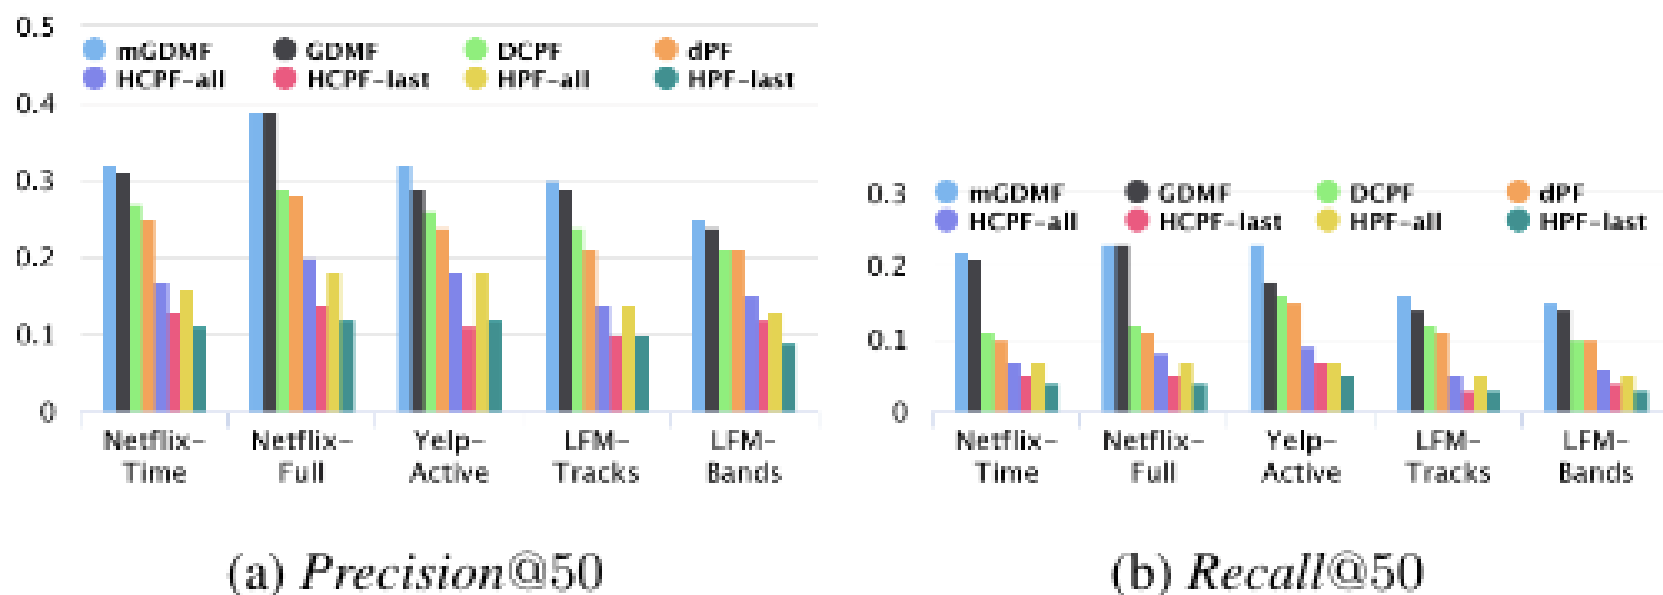 0.5
mGDMF GDMF DCPF dPF
HCPF-all HCPF-last HPF-all HPF-last
0.4
0.3
0.2
0.1
0
Netflix-Time Netflix-Full Yelp-Active LFM-Tracks LFM-Bands
(a) Precision@50
0.3
mGDMF GDMF DCPF dPF
HCPF-all HCPF-last HPF-all HPF-last
0.2
0.1
0
Netflix-Time Netflix-Full Yelp-Active LFM-Tracks LFM-Bands
(b) Recall@50